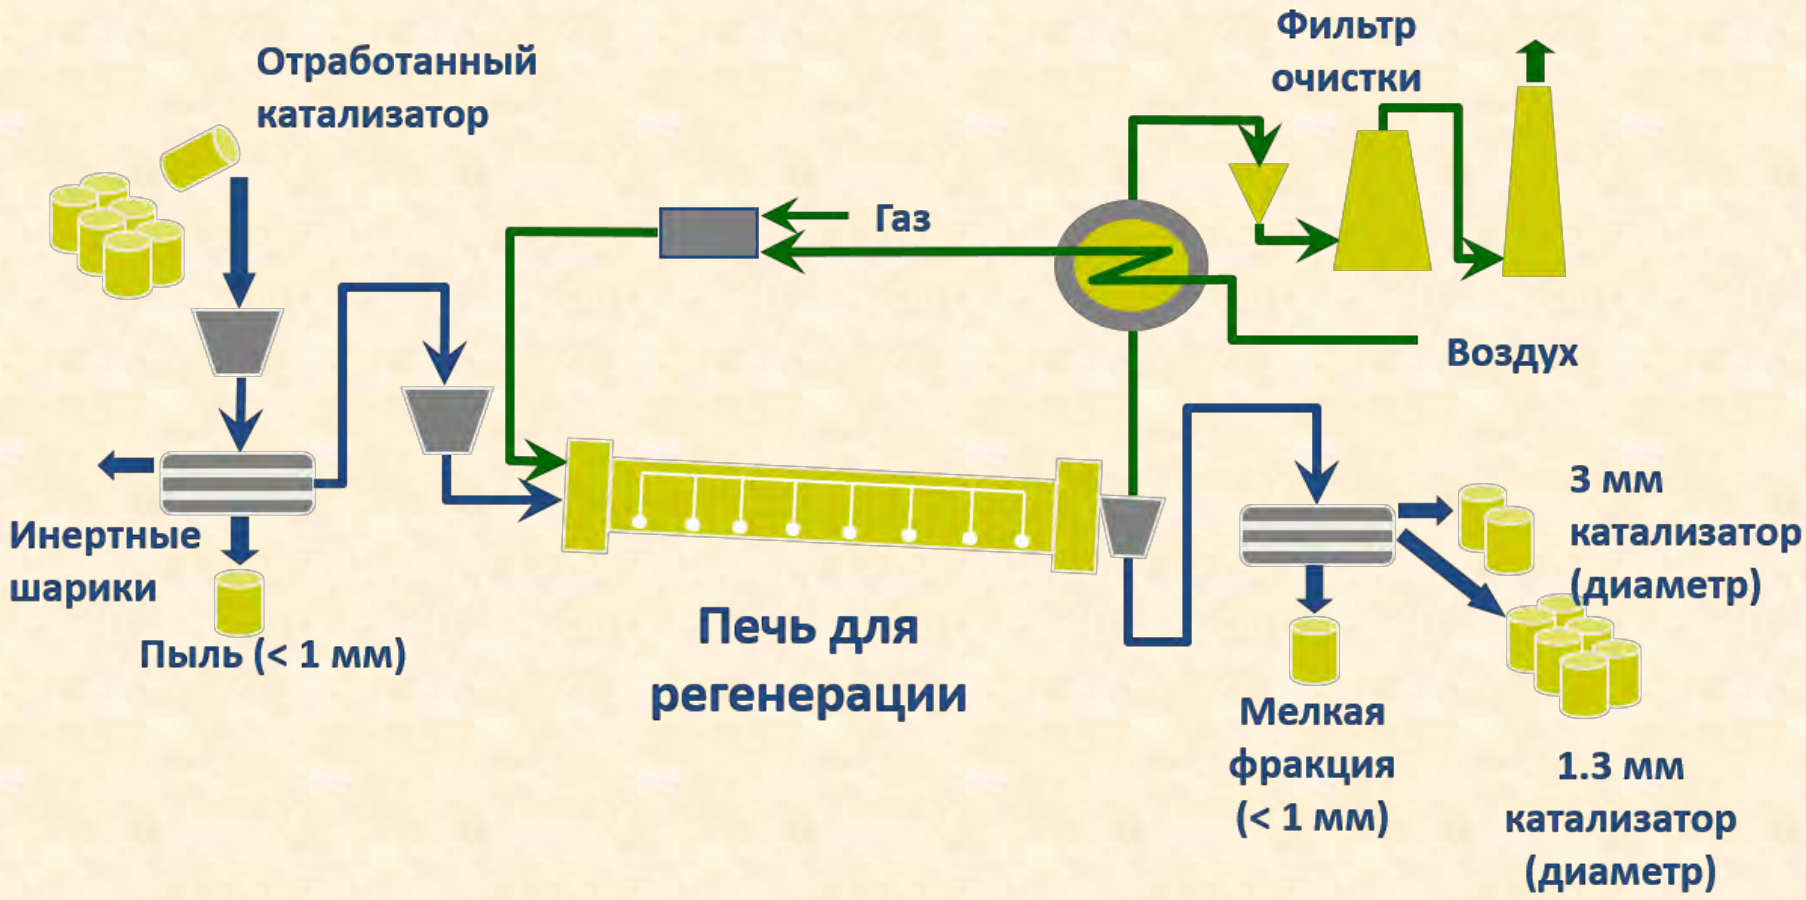 Отработанный
катализатор
Фильтр
очистки
Газ
Воздух
Инертные
шарики
Пыль (< 1 мм)
Печь для
регенерации
3 мм
катализатор
(диаметр)
Мелкая
фракция
(< 1 мм)
1.3 мм
катализатор
(диаметр)